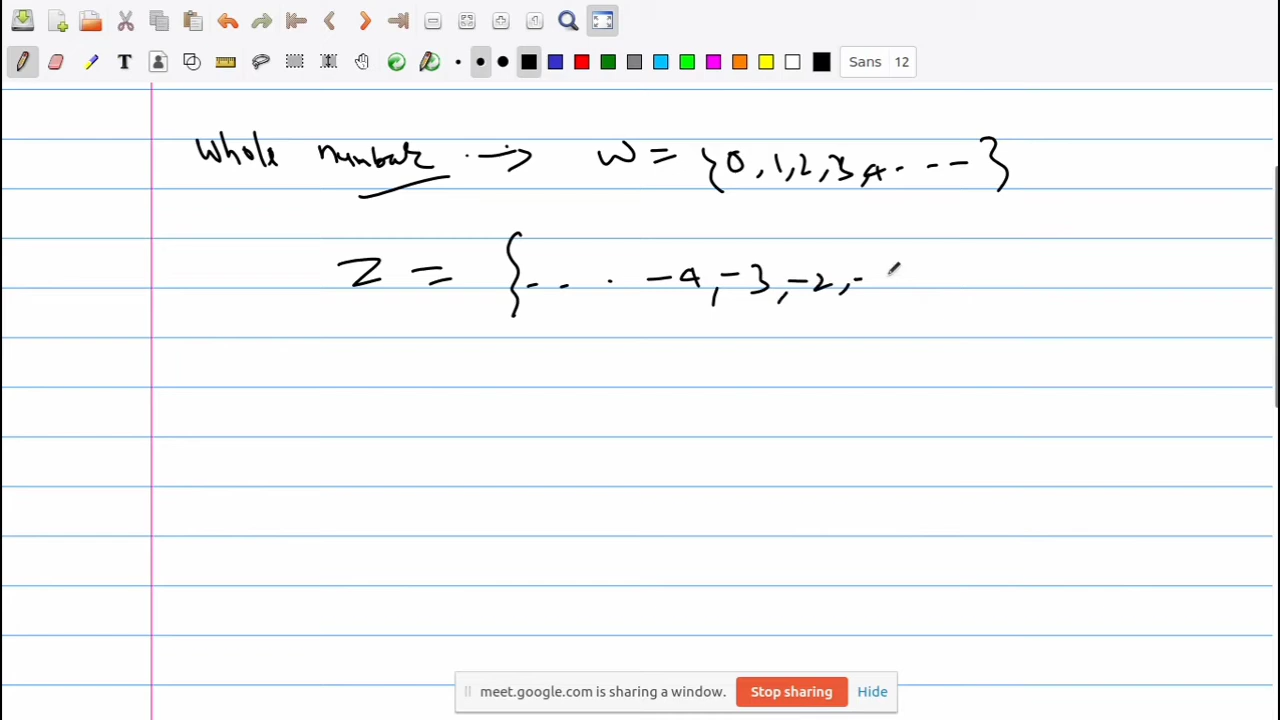 Sans 12
Whole number → W = {0,1,2,3,4. - - }
Z = {- - . -4,-3,-2,-
meet.google.com is sharing a window. Stop sharing Hide